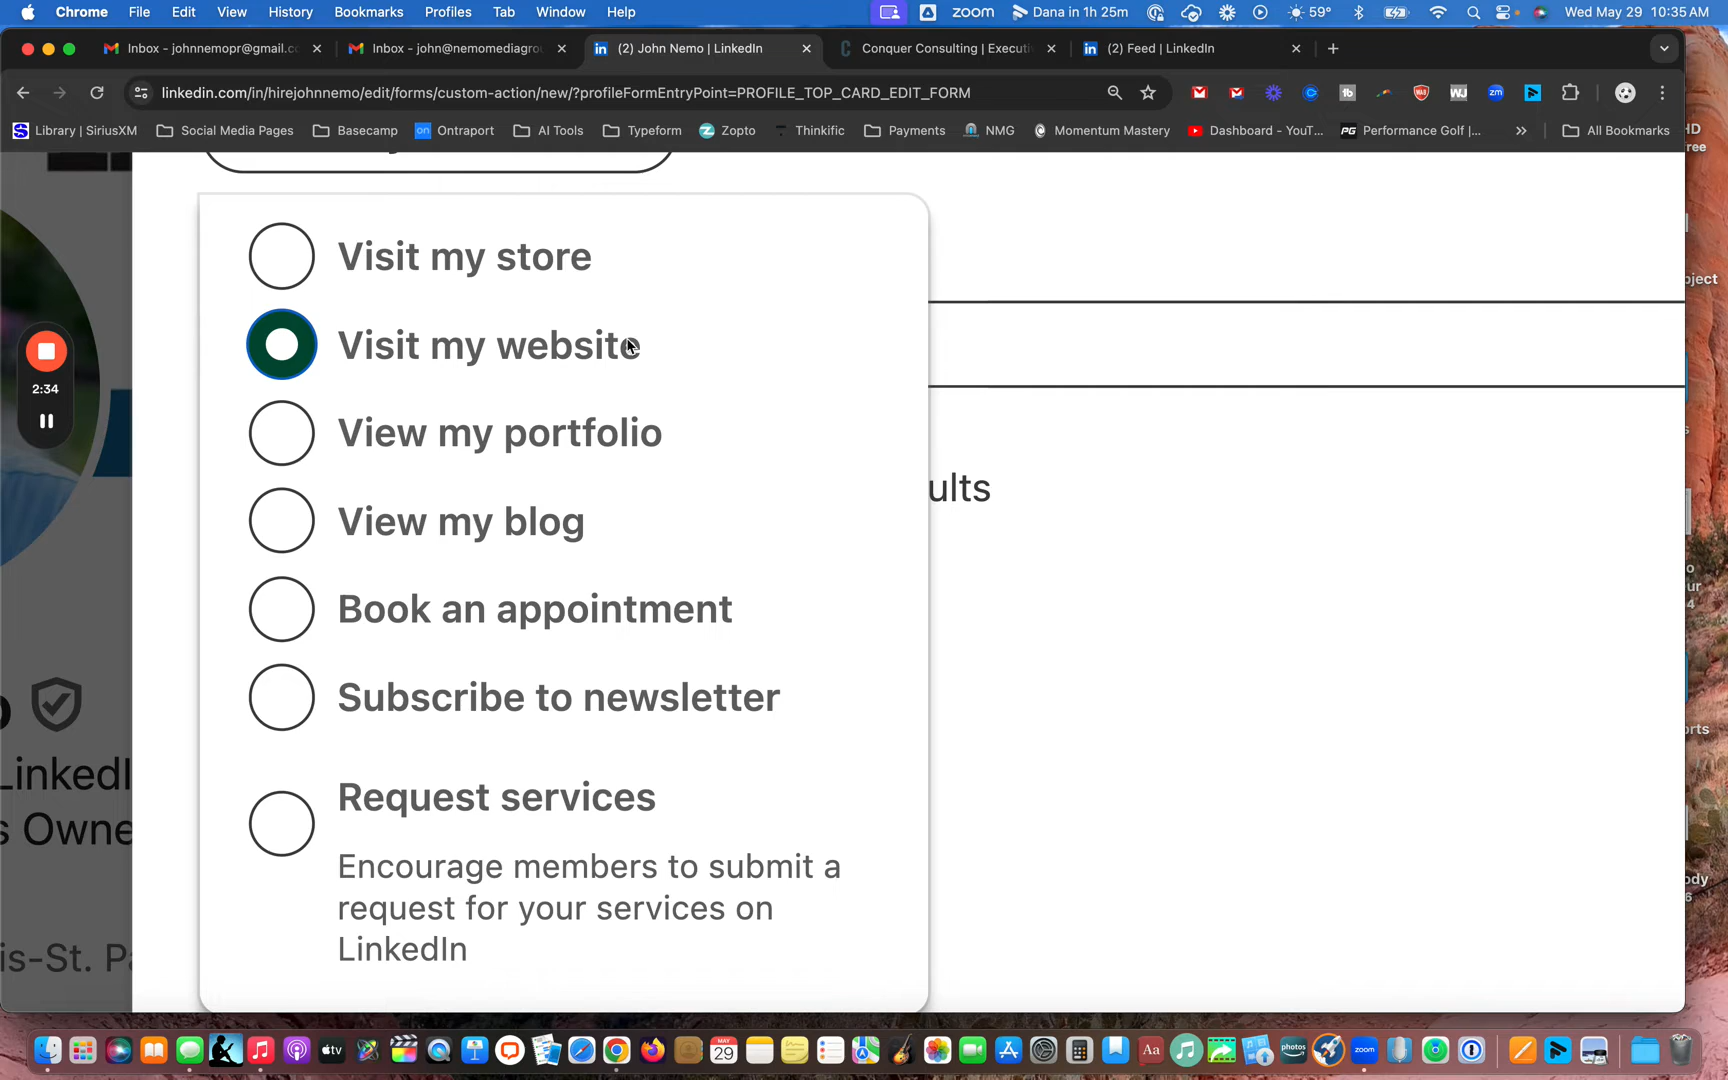 Chrome File Edit View History Bookmarks Profiles Tab Window Help zoom Dana in 1h 25m 59° Wed May 29 10:35 AM
Inbox - johnnemopr@gmail.c Inbox - john@nemomediagro (2) John Nemo | LinkedIn Conquer Consulting | Executi (2) Feed | LinkedIn
linkedin.com/in/hirejohnnemo/edit/forms/custom-action/new/?profileFormEntryPoint=PROFILE_TOP_CARD_EDIT_FORM
Library | SiriusXM Social Media Pages Basecamp Ontraport AI Tools Typeform Zopto Thinkific Payments NMG Momentum Mastery Dashboard - YouT... Performance Golf |... All Bookmarks
Visit my store
Visit my website
2:34
View my portfolio
ults
View my blog
Book an appointment
Subscribe to newsletter
Request services
Encourage members to submit a
request for your services on
LinkedIn
LinkedI
s Owne
is-St. Pa